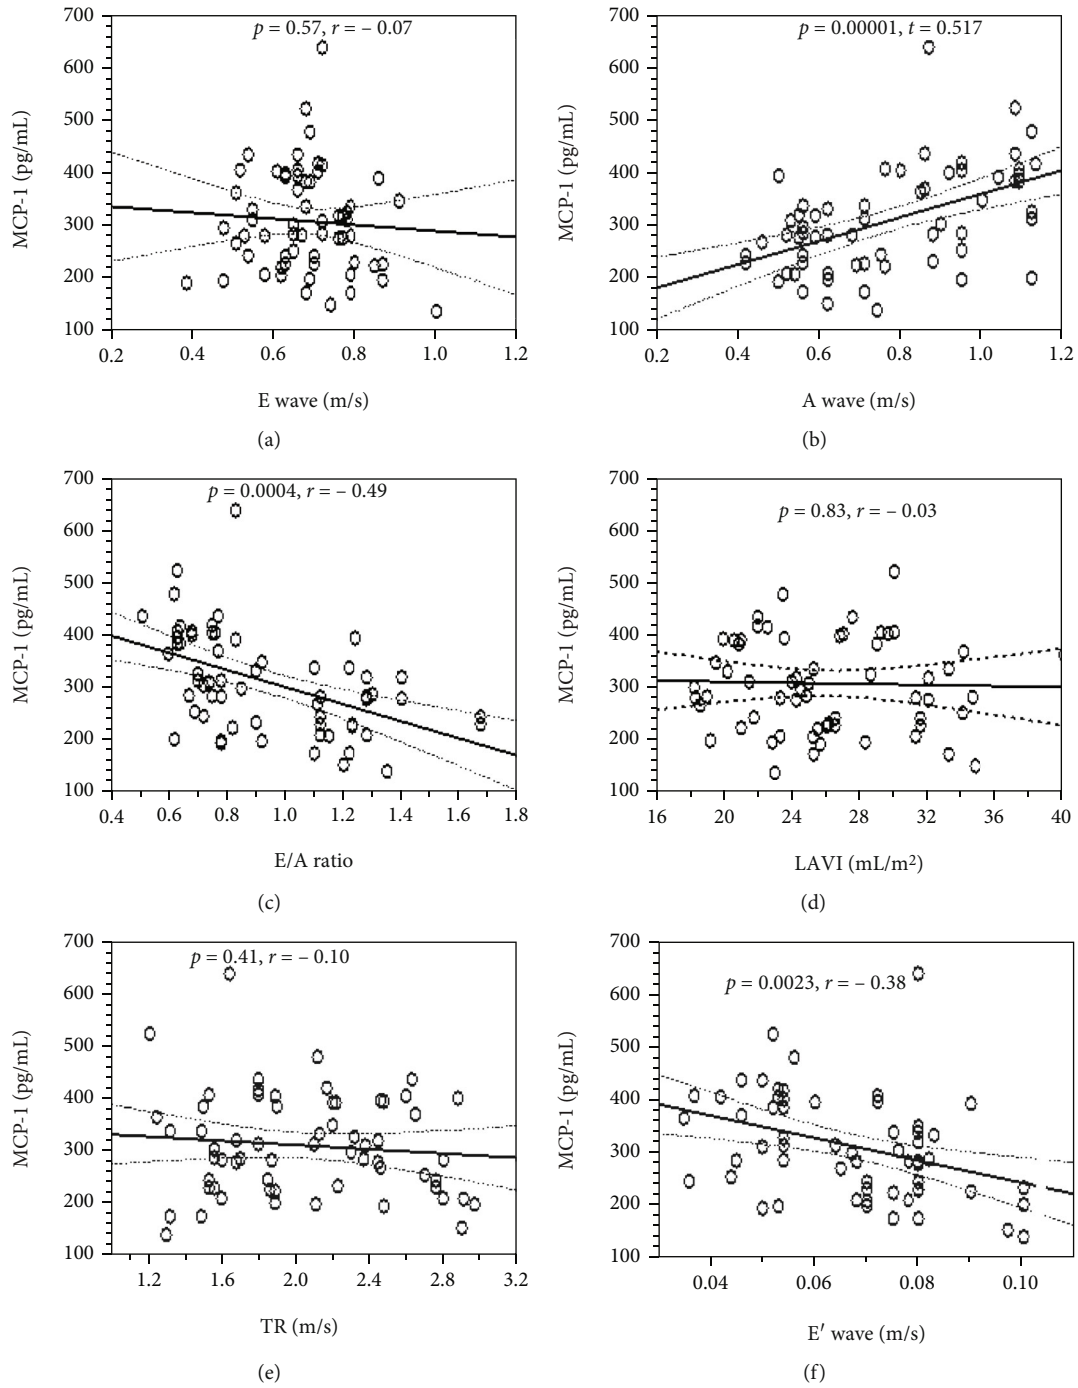 p = 0.57, r = – 0.07
700
600
500
400
300
200
100
MCP-1 (pg/mL)
0.2 0.4 0.6 0.8 1.0 1.2
E wave (m/s)
(a)
p = 0.00001, t = 0.517
700
600
500
400
300
200
100
MCP-1 (pg/mL)
0.2 0.4 0.6 0.8 1.0 1.2
A wave (m/s)
(b)
p = 0.0004, r = – 0.49
700
600
500
400
300
200
100
MCP-1 (pg/mL)
0.4 0.6 0.8 1.0 1.2 1.4 1.6 1.8
E/A ratio
(c)
p = 0.83, r = – 0.03
700
600
500
400
300
200
100
MCP-1 (pg/mL)
16 20 24 28 32 36 40
LAVI (mL/m²)
(d)
p = 0.41, r = – 0.10
700
600
500
400
300
200
100
MCP-1 (pg/mL)
1.2 1.6 2.0 2.4 2.8 3.2
TR (m/s)
(e)
p = 0.0023, r = – 0.38
700
600
500
400
300
200
100
MCP-1 (pg/mL)
0.04 0.06 0.08 0.10
E′ wave (m/s)
(f)